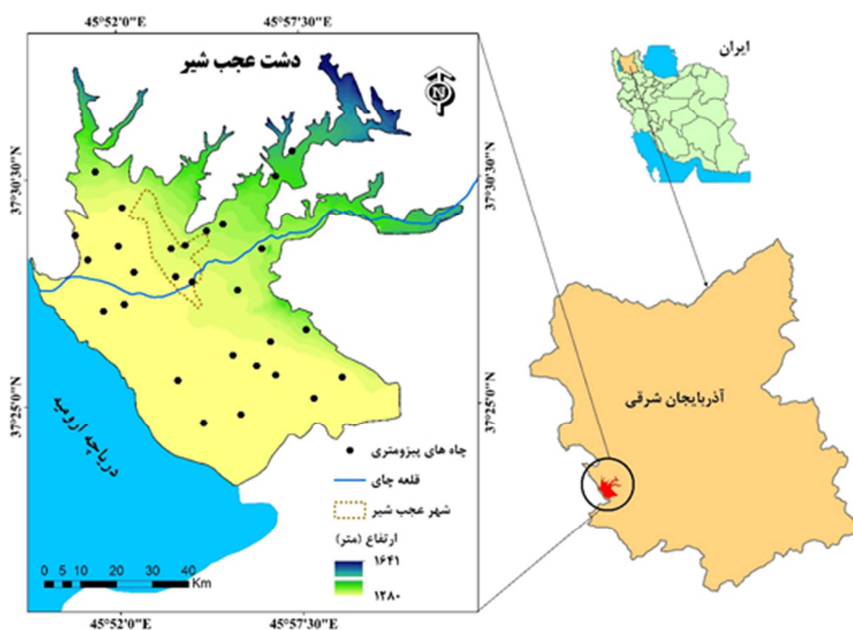 45°52'0"E
45°57'30"E
دشت عجب شیر
N
ایران
37°30'30"N
37°30'30"N
آذربایجان شرقی
37°25'0"N
37°25'0"N
دریاچه ارومیه
چاه های پیزومتری
قلعه چای
شهر عجب شیر
ارتفاع (متر)
۱۶۴۱
۱۲۸۰
0 5 10 20 30 40
Km
45°52'0"E
45°57'30"E